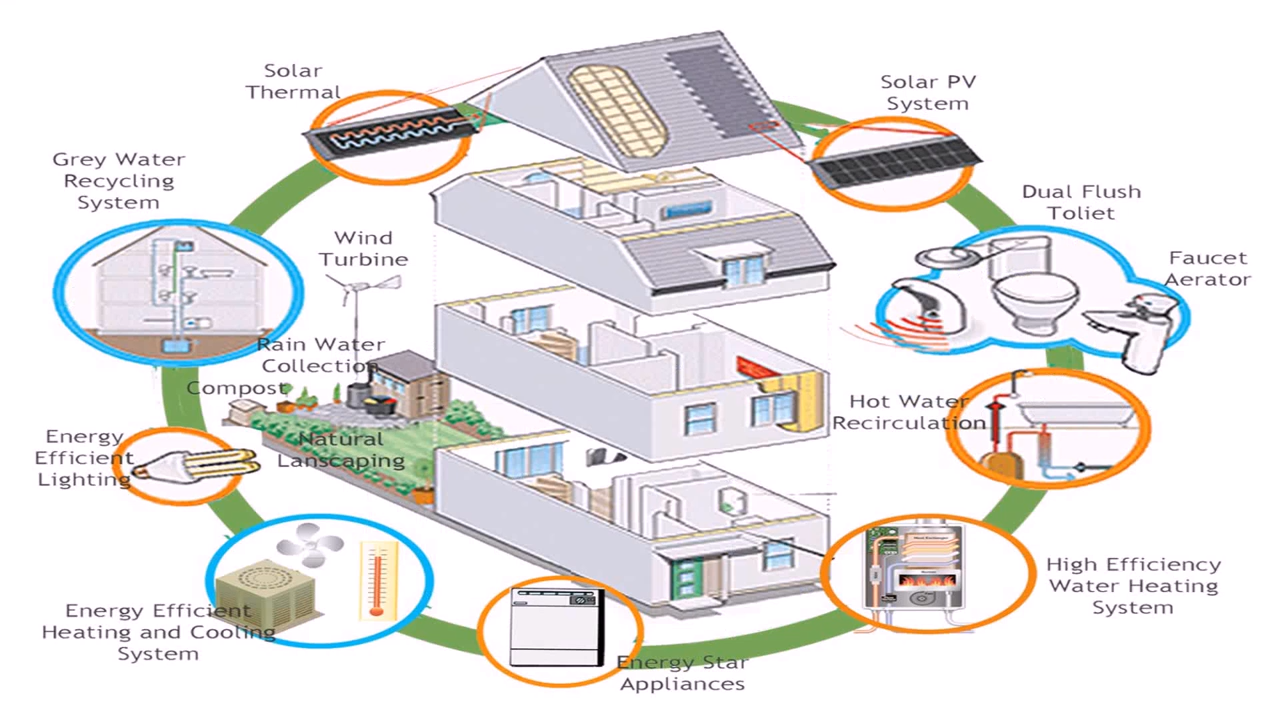 Solar
Thermal
Solar PV
System
Grey Water
Recycling
System
Dual Flush
Toliet
Wind
Turbine
Faucet
Aerator
Rain Water
Collection
Compost
Hot Water
Recirculation
Energy
Efficient
Lighting
Natural
Lanscaping
High Efficiency
Water Heating
System
Energy Efficient
Heating and Cooling
System
Energy Star
Appliances